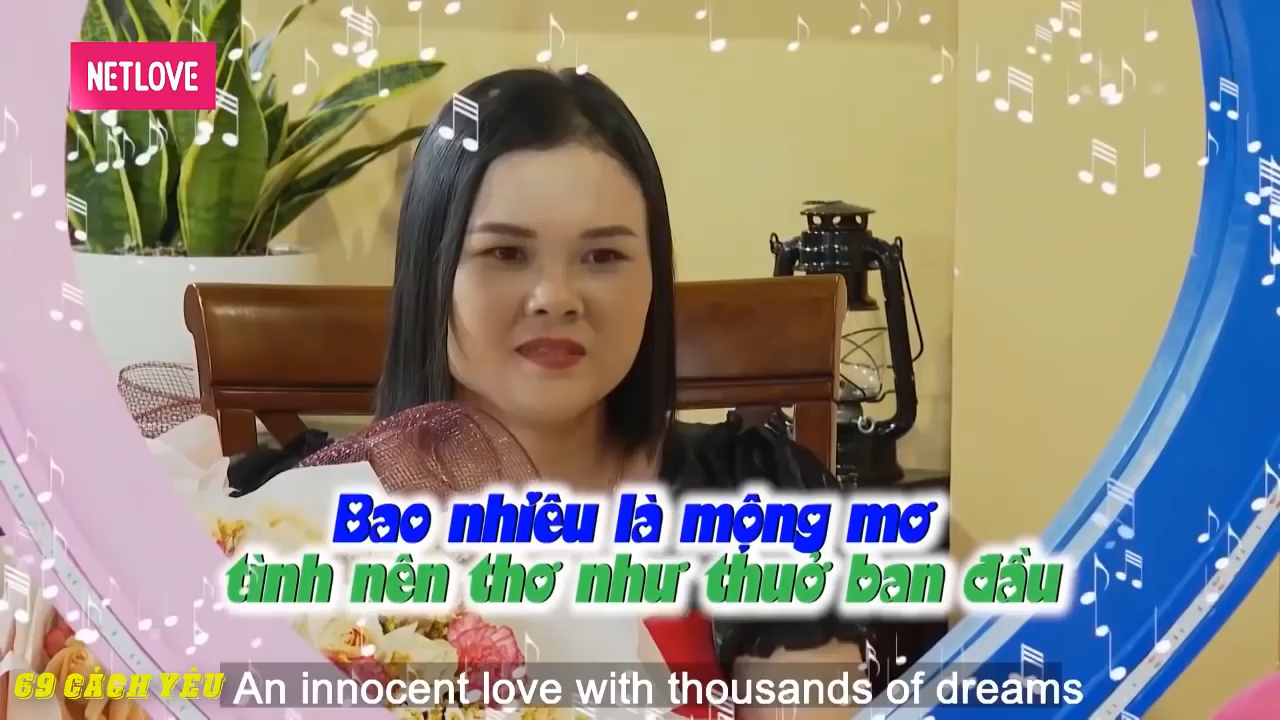 NETLOVE
Bao nhiêu là mộng mơ
tình nên thơ như thuở ban đầu
69 CÁCH YÊU
An innocent love with thousands of dreams